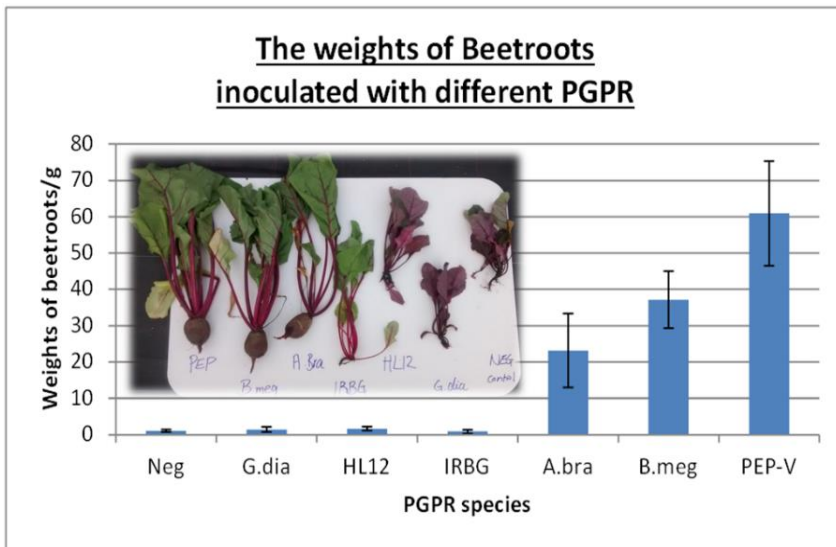 The weights of Beetroots
inoculated with different PGPR
Weights of beetroots/g
80
70
60
50
40
30
20
10
0
PEP
B meg
A Bra
IRBG
HL12
G dia
NEG
control
Neg
G.dia
HL12
IRBG
A.bra
B.meg
PEP-V
PGPR species